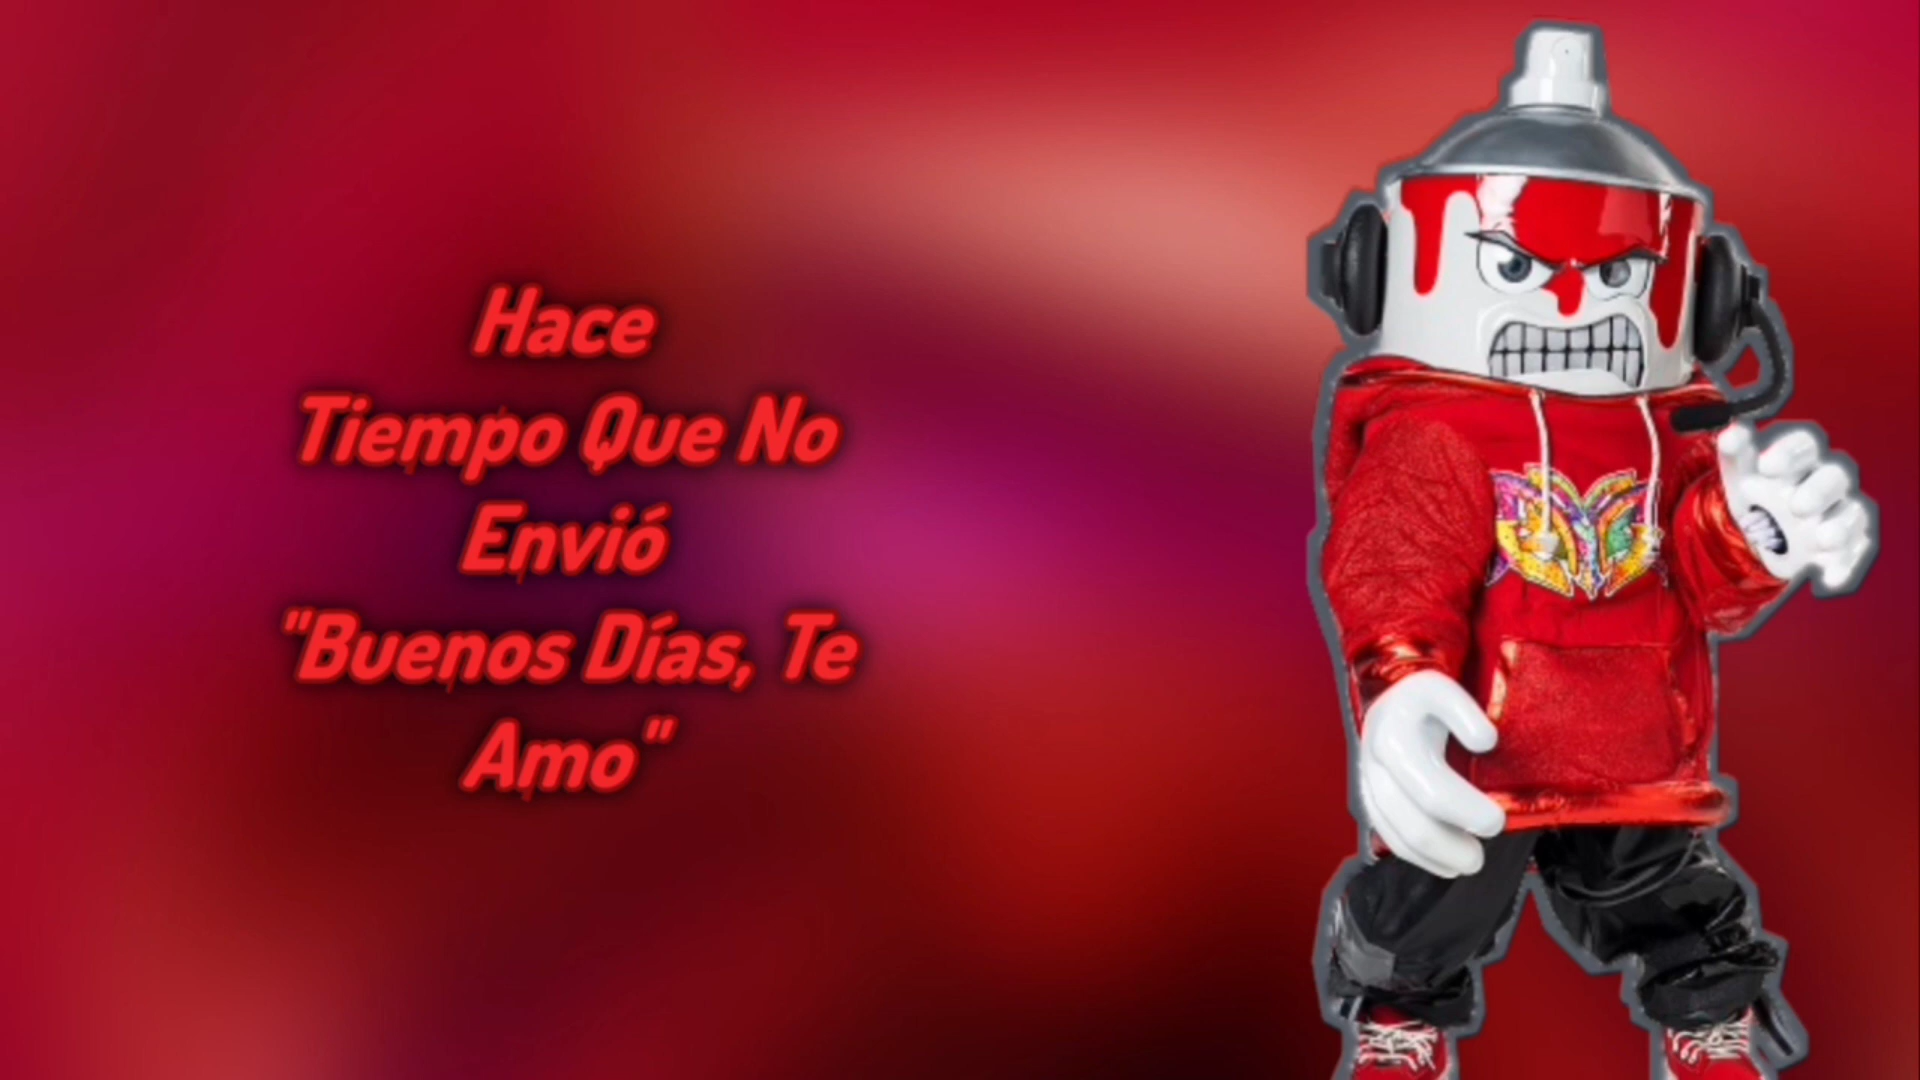 Hace
Tiempo Que No
Envió
"Buenos Días, Te
Amo"